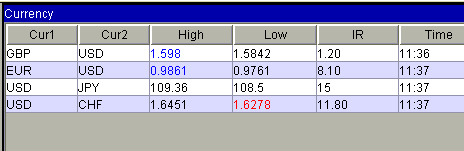 Currency
Cur1 Cur2 High Low IR Time
GBP USD 1.598 1.5842 1.20 11:36
EUR USD 0.9861 0.9761 8.10 11:37
USD JPY 109.36 108.5 15 11:37
USD CHF 1.6451 1.6278 11.80 11:37